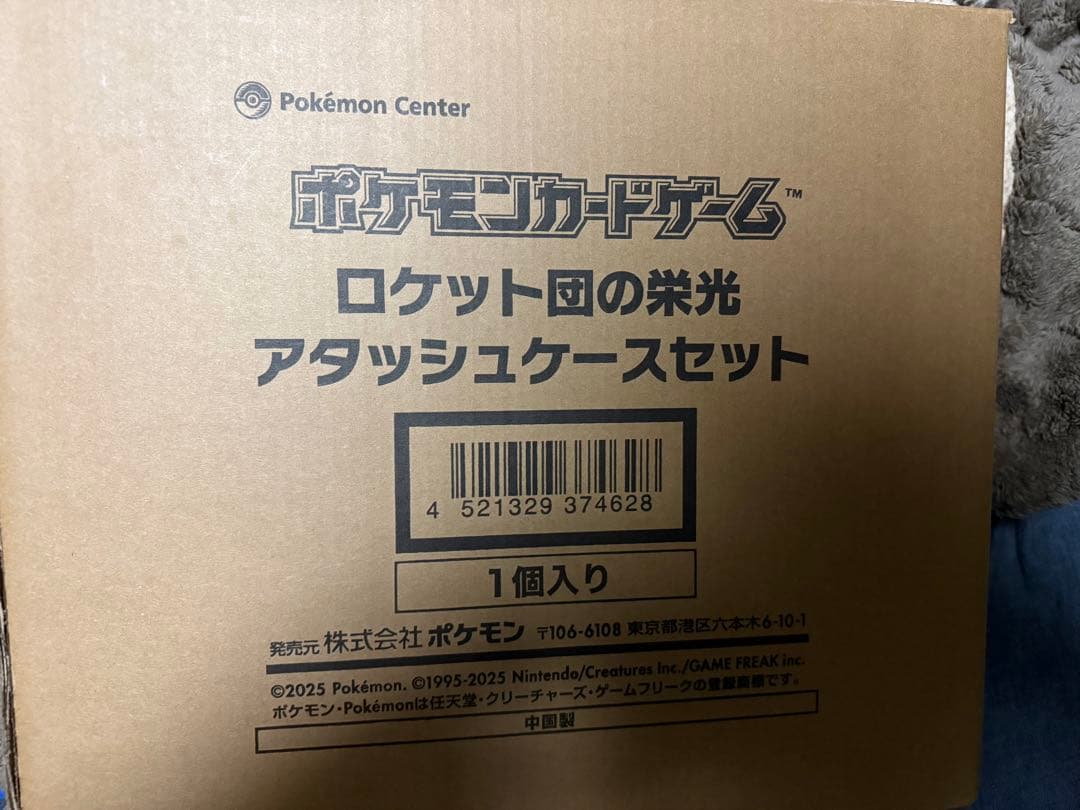 Pokémon Center
ポケモンカードゲーム™
ロケット団の栄光
アタッシュケースセット
4 521329 374628
1個入り
発売元 株式会社 ポケモン 〒106-6108 東京都港区六本木6-10-1
©2025 Pokémon. ©1995-2025 Nintendo/Creatures Inc./GAME FREAK inc.
ポケモン・Pokémonは任天堂・クリーチャーズ・ゲームフリークの登録商標です。
中国製